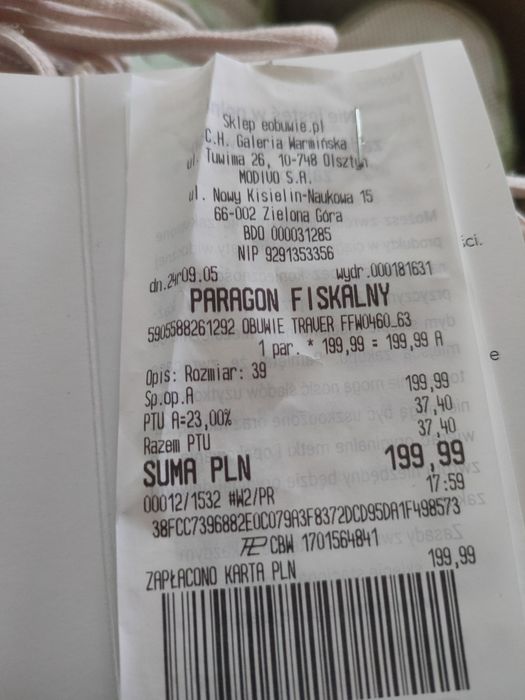 Sklep eobuwie.pl
C.H. Galeria Warmińska
ul. Tuwima 26, 10-748 Olsztyn
MODIVO S.A.
ul. Nowy Kisielin-Naukowa 15
66-002 Zielona Góra
BDO 000031285
NIP 9291353356
dn.24r09.05 wydr.000181631
PARAGON FISKALNY
5905588261292 OBUWIE TRAVER FFW0460_63
1 par. * 199,99 = 199,99 A
Opis: Rozmiar: 39
Sp.op.A 199,99
PTU A=23,00% 37,40
Razem PTU 37,40
SUMA PLN 199,99
00012/1532 #W2/PR 17:59
38FCC7396882E0C079A3F8372DCD95DA1F498573
CBW 1701564841
ZAPŁACONO KARTA PLN 199,99
ści.
e